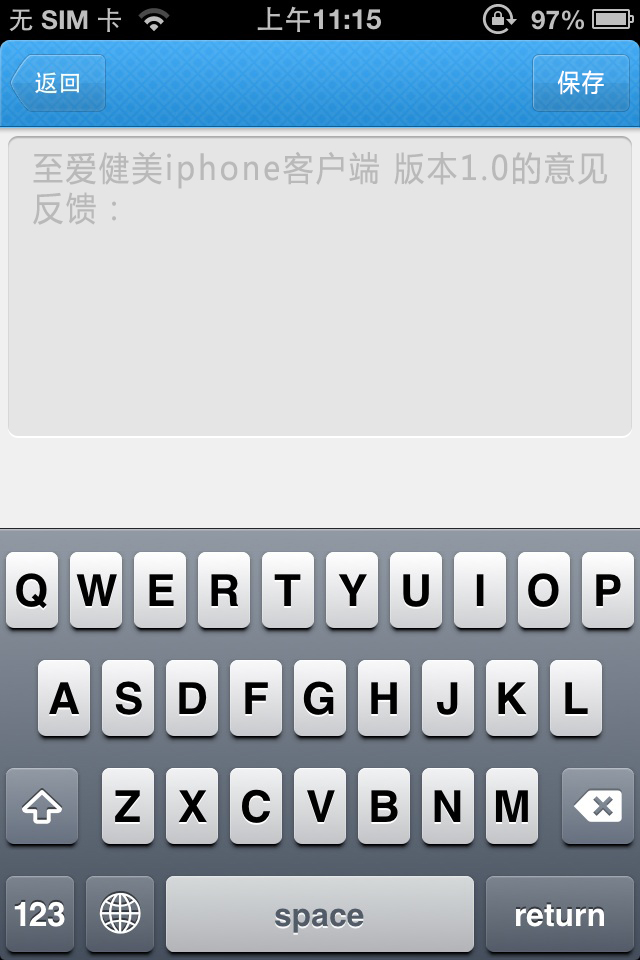 无 SIM 卡 上午11:15 97%
返回 保存
至爱健美iphone客户端 版本1.0的意见
反馈：
Q W E R T Y U I O P
A S D F G H J K L
Z X C V B N M
123 space return